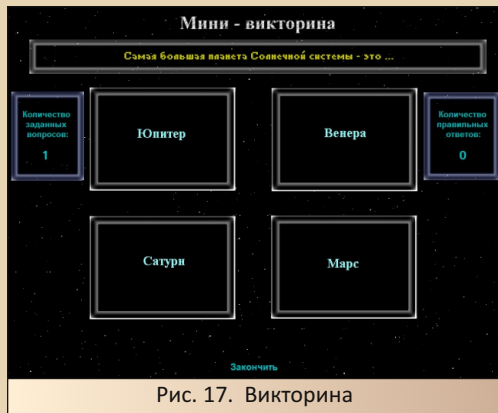 Мини - викторина
Самая большая планета Солнечной системы - это ...
Количество
заданных
вопросов:
1
Юпитер
Венера
Количество
правильных
ответов:
0
Сатурн
Марс
Закончить
Рис. 17. Викторина